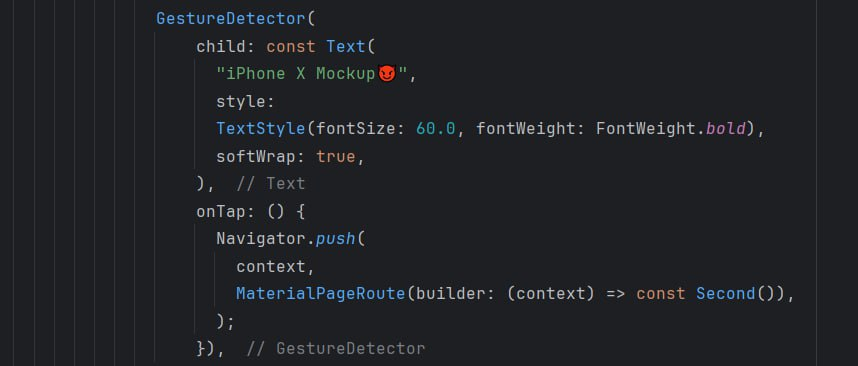 GestureDetector(
child: const Text(
"iPhone X Mockup😈",
style:
TextStyle(fontSize: 60.0, fontWeight: FontWeight.bold),
softWrap: true,
), // Text
onTap: () {
Navigator.push(
context,
MaterialPageRoute(builder: (context) => const Second()),
);
}), // GestureDetector